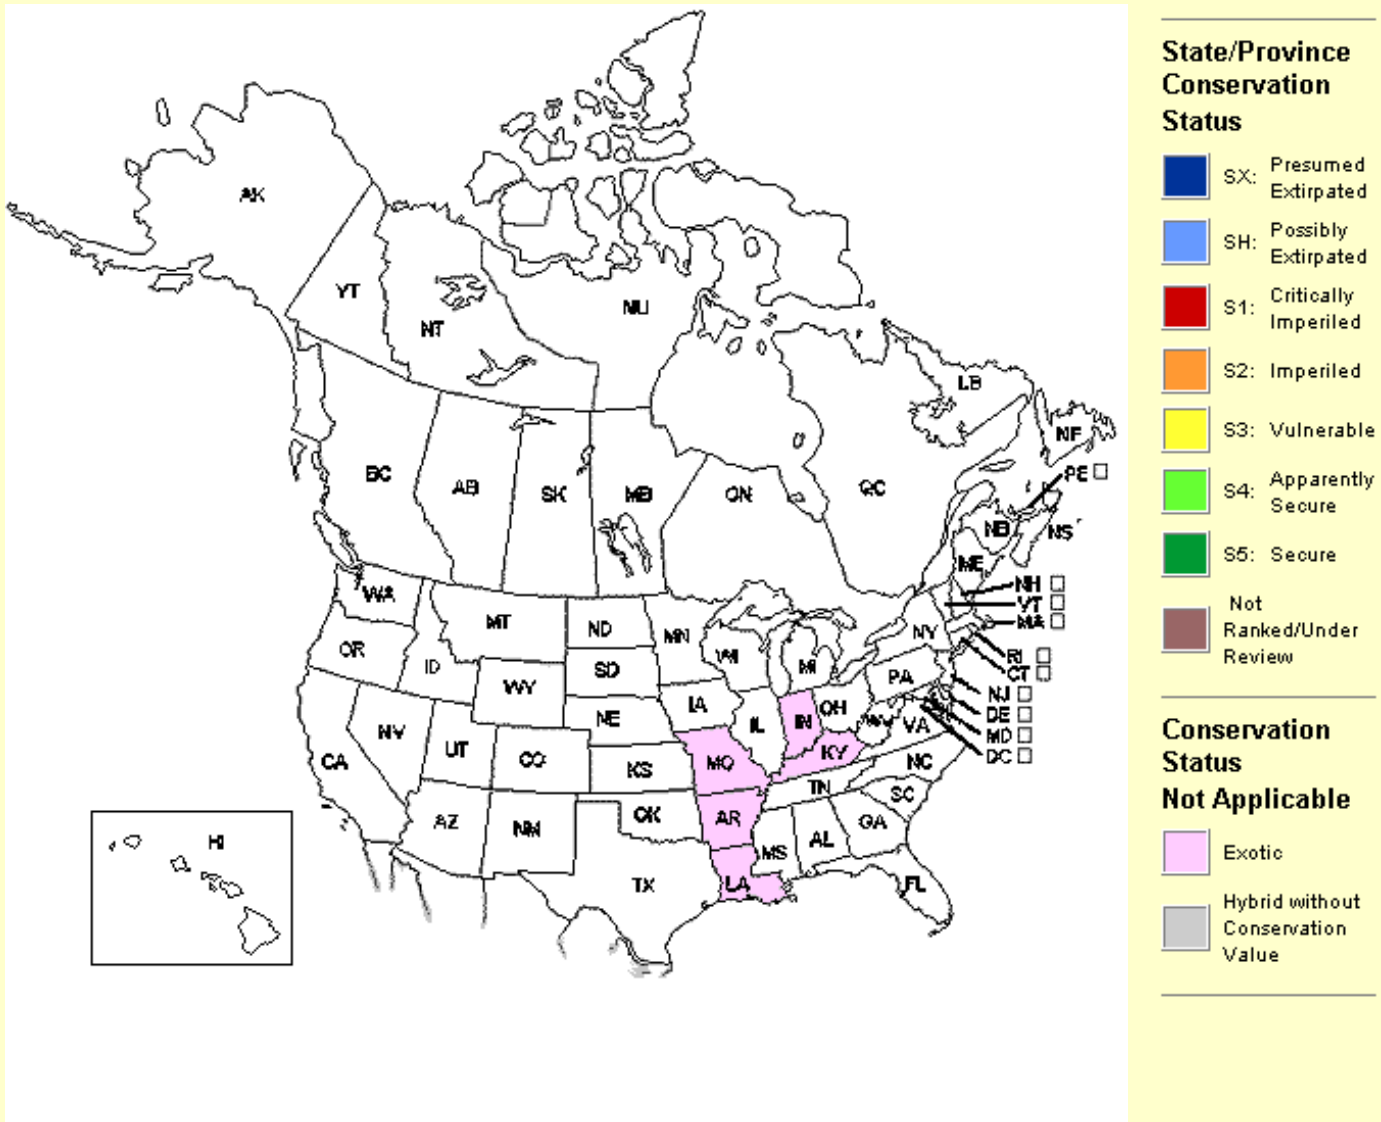 AK
YT
NT
NU
BC
AB
SK
MB
ON
QC
LB
NF
PE
NB
NS
ME
NH
VT
MA
RI
CT
NJ
DE
MD
DC
WA
OR
ID
MT
ND
SD
MN
WI
MI
NY
PA
WY
NE
IA
IL
IN
OH
WV
VA
CA
NV
UT
CO
KS
MO
KY
TN
NC
SC
AZ
NM
OK
AR
MS
AL
GA
TX
LA
FL
HI
State/Province
Conservation
Status
SX: Presumed
Extirpated
SH: Possibly
Extirpated
S1: Critically
Imperiled
S2: Imperiled
S3: Vulnerable
S4: Apparently
Secure
S5: Secure
Not
Ranked/Under
Review
Conservation
Status
Not Applicable
Exotic
Hybrid without
Conservation
Value